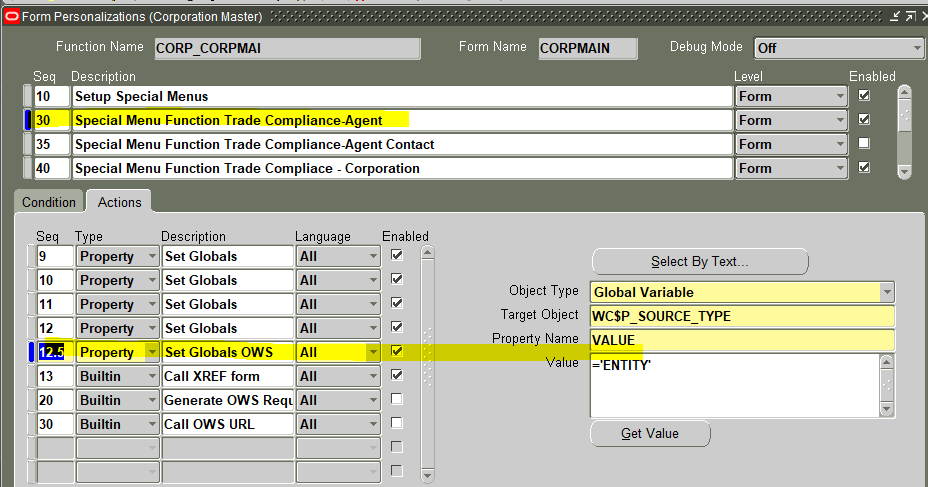 Form Personalizations (Corporation Master)
Function Name CORP_CORPMAI Form Name CORPMAIN Debug Mode Off
Seq Description Level Enabled
10 Setup Special Menus Form
30 Special Menu Function Trade Compliance-Agent Form
35 Special Menu Function Trade Compliance-Agent Contact Form
40 Special Menu Function Trade Compliace - Corporation Form
Condition Actions
Seq Type Description Language Enabled
9 Property Set Globals All
10 Property Set Globals All
11 Property Set Globals All
12 Property Set Globals All
12.5 Property Set Globals OWS All
13 Builtin Call XREF form All
20 Builtin Generate OWS Requ All
30 Builtin Call OWS URL All
Select By Text...
Object Type Global Variable
Target Object WC$P_SOURCE_TYPE
Property Name VALUE
Value ='ENTITY'
Get Value